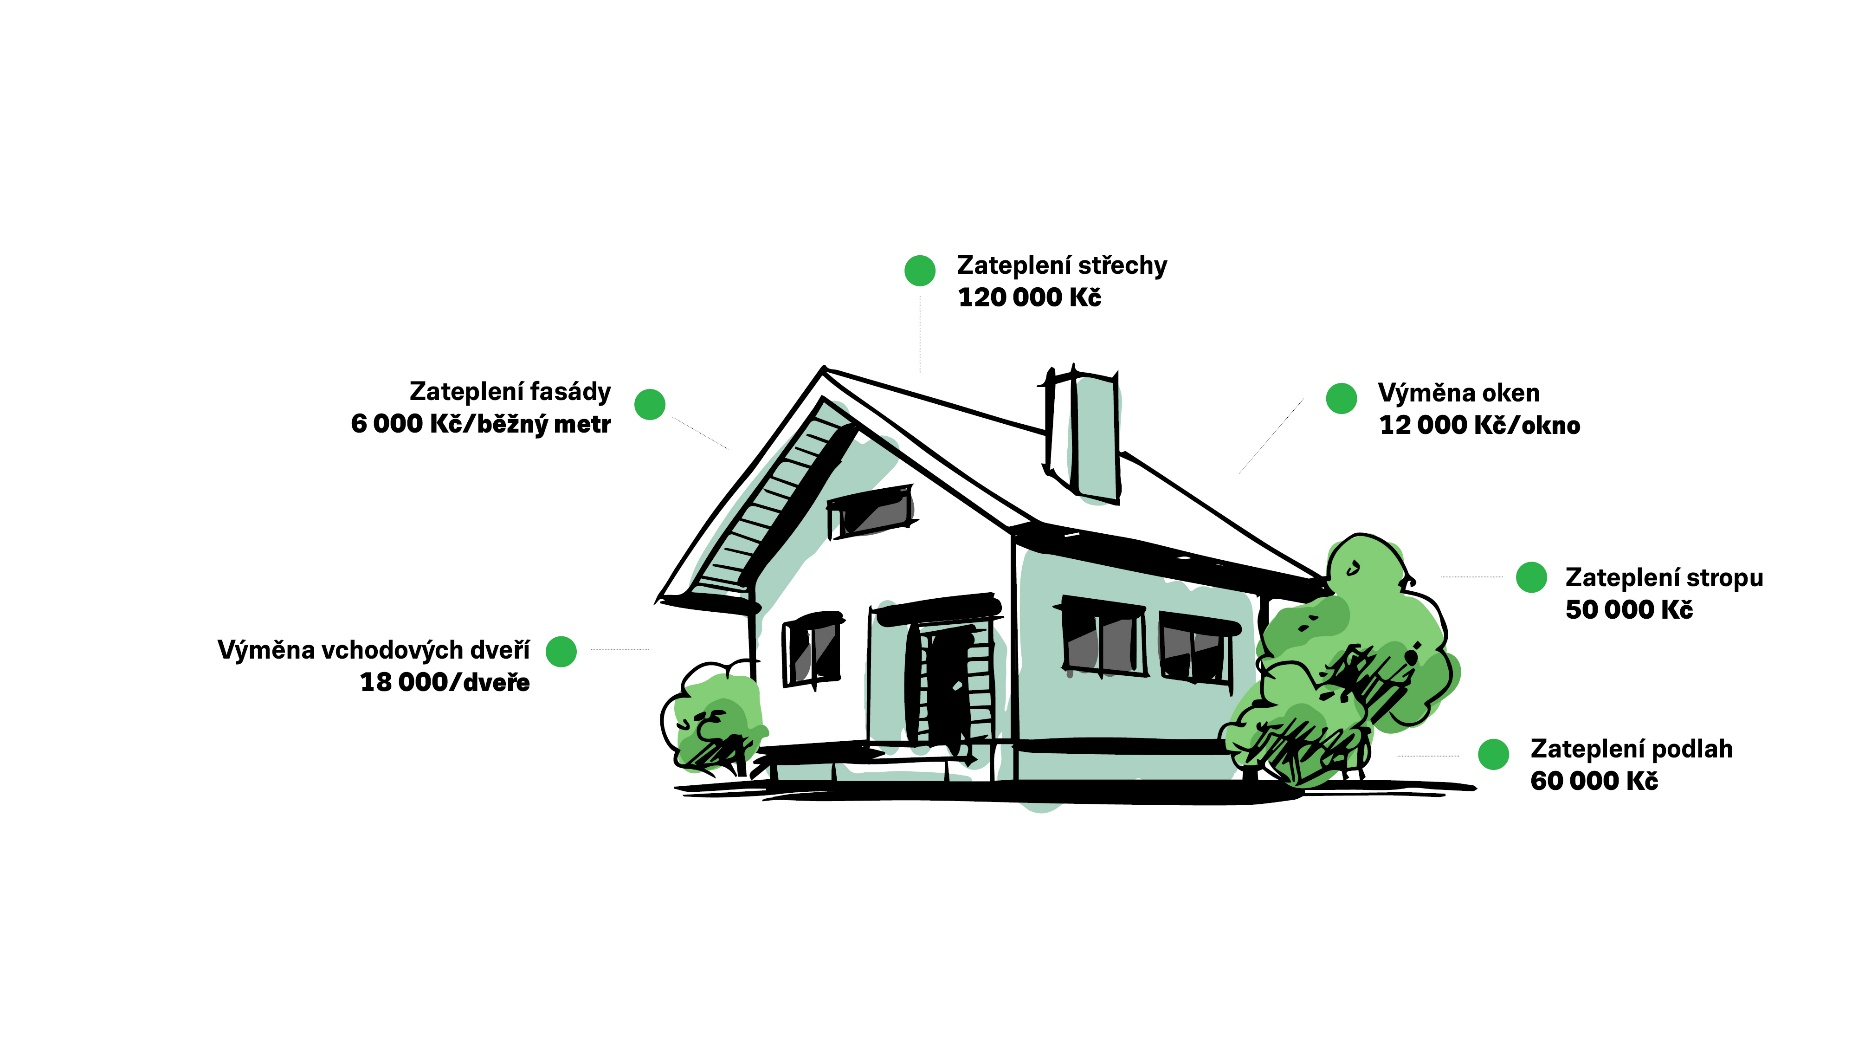 Zateplení střechy
120 000 Kč
Zateplení fasády
6 000 Kč/běžný metr
Výměna oken
12 000 Kč/okno
Zateplení stropu
50 000 Kč
Výměna vchodových dveří
18 000/dveře
Zateplení podlah
60 000 Kč